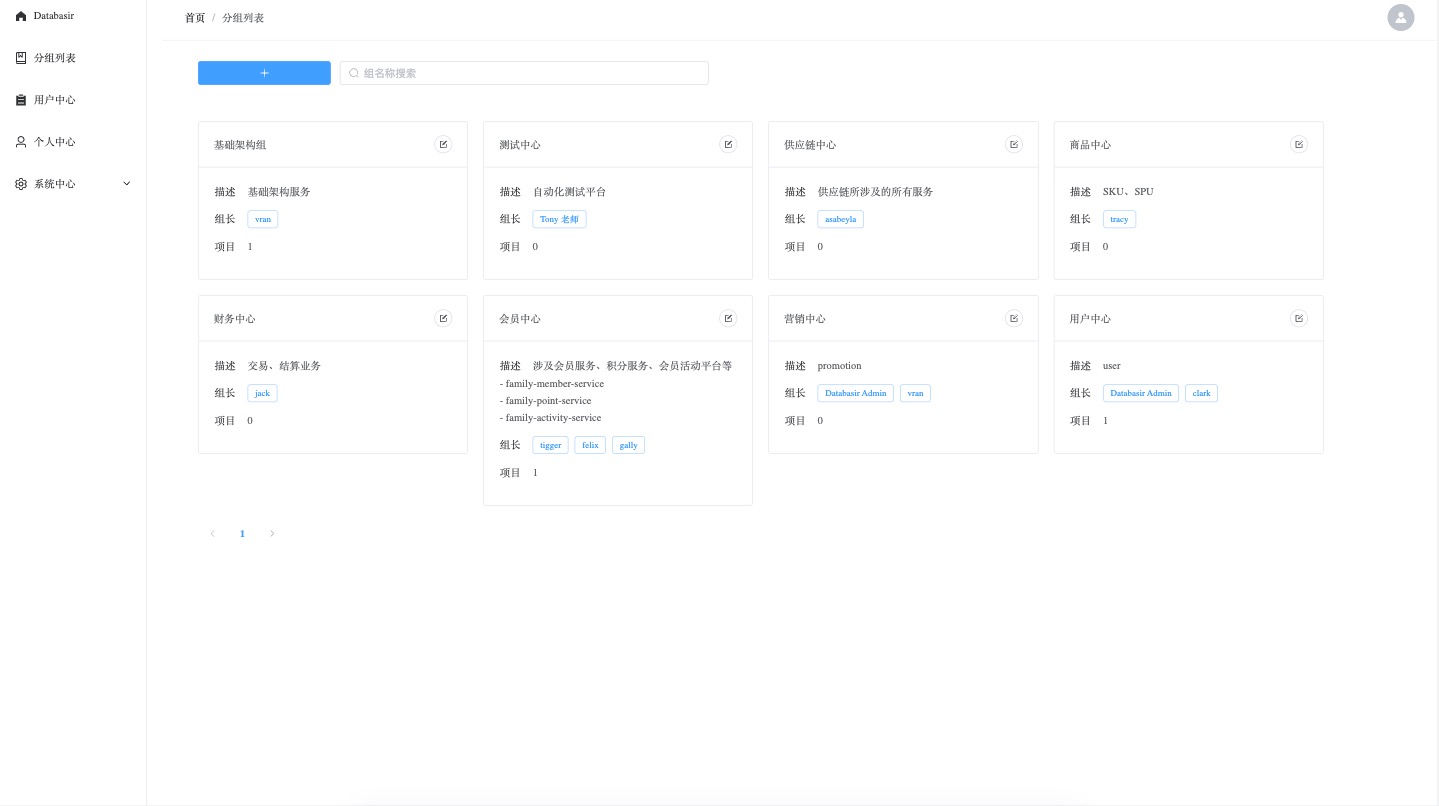 Databasir
分组列表
用户中心
个人中心
系统中心
首页 / 分组列表
+
组名称搜索
基础架构组
描述 基础架构服务
组长 vran
项目 1
测试中心
描述 自动化测试平台
组长 Tony 老师
项目 0
供应链中心
描述 供应链所涉及的所有服务
组长 asabeyla
项目 0
商品中心
描述 SKU、SPU
组长 tracy
项目 0
财务中心
描述 交易、结算业务
组长 jack
项目 0
会员中心
描述 涉及会员服务、积分服务、会员活动平台等
- family-member-service
- family-point-service
- family-activity-service
组长 tigger felix gally
项目 1
营销中心
描述 promotion
组长 Databasir Admin vran
项目 0
用户中心
描述 user
组长 Databasir Admin clark
项目 1
1